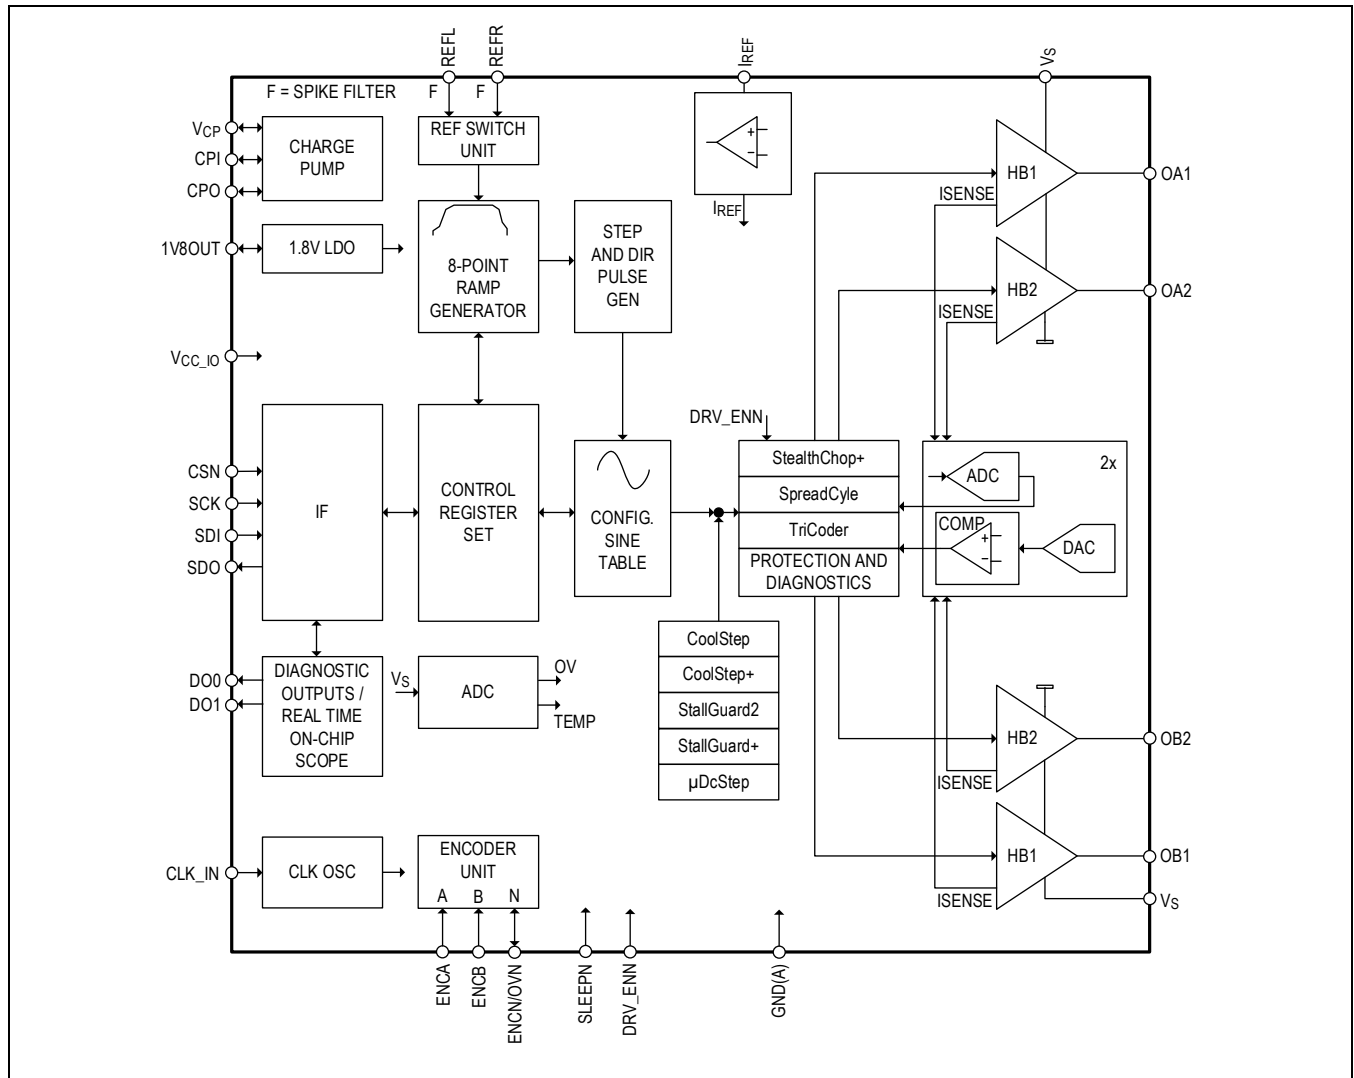 REFL
REFR
IREF
VS
F = SPIKE FILTER
F
F
VCP
CPI
CPO
CHARGE
PUMP
REF SWITCH
UNIT
+
−
IREF
HB1
ISENSE
OA1
1V8OUT
1.8V LDO
8-POINT
RAMP
GENERATOR
STEP
AND DIR
PULSE
GEN
HB2
ISENSE
OA2
VCC_IO
CSN
SCK
SDI
SDO
IF
CONTROL
REGISTER
SET
CONFIG.
SINE
TABLE
DRV_ENN
StealthChop+
SpreadCyle
TriCoder
PROTECTION AND
DIAGNOSTICS
2x
ADC
COMP
+
−
DAC
CoolStep
CoolStep+
StallGuard2
StallGuard+
µDcStep
DO0
DO1
DIAGNOSTIC
OUTPUTS /
REAL TIME
ON-CHIP
SCOPE
VS
ADC
OV
TEMP
HB2
ISENSE
OB2
HB1
ISENSE
OB1
VS
CLK_IN
CLK OSC
ENCODER
UNIT
A B N
ENCA
ENCB
ENCN/OVN
SLEEPN
DRV_ENN
GND(A)